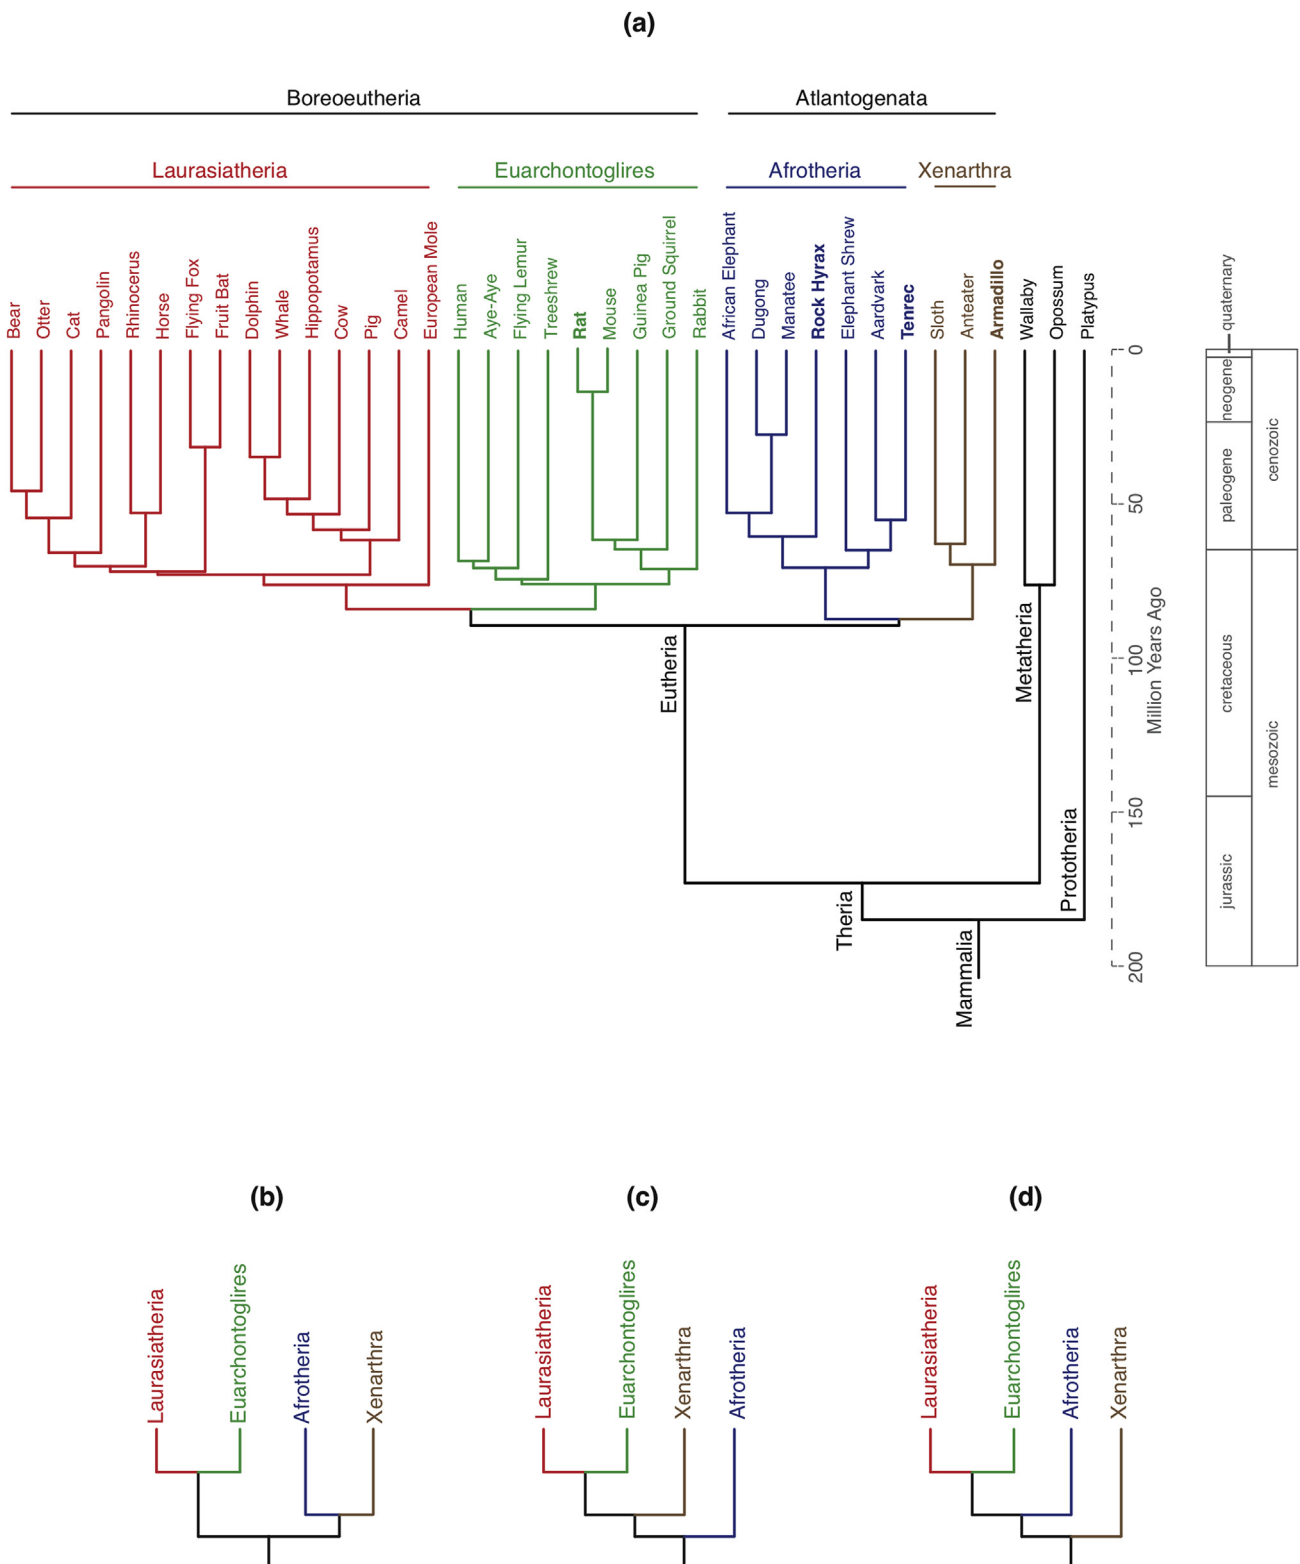 (a)
Boreoeutheria
Atlantogenata
Laurasiatheria
Euarchontoglires
Afrotheria
Xenarthra
Bear
Otter
Cat
Pangolin
Rhinocerus
Horse
Flying Fox
Fruit Bat
Dolphin
Whale
Hippopotamus
Cow
Pig
Camel
European Mole
Human
Aye-Aye
Flying Lemur
Treeshrew
Rat
Mouse
Guinea Pig
Ground Squirrel
Rabbit
African Elephant
Dugong
Manatee
Rock Hyrax
Elephant Shrew
Aardvark
Tenrec
Sloth
Anteater
Armadillo
Wallaby
Opossum
Platypus
Eutheria
Metatheria
Theria
Prototheria
Mammalia
0
50
100
150
200
Million Years Ago
quaternary
neogene
paleogene
cretaceous
jurassic
cenozoic
mesozoic
(b)
Laurasiatheria
Euarchontoglires
Afrotheria
Xenarthra
(c)
Laurasiatheria
Euarchontoglires
Xenarthra
Afrotheria
(d)
Laurasiatheria
Euarchontoglires
Afrotheria
Xenarthra